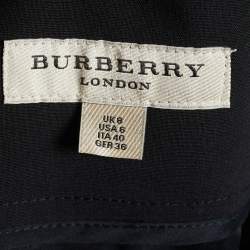 BURBERRY
LONDON
UK 8
USA 6
ITA 40
GER 36